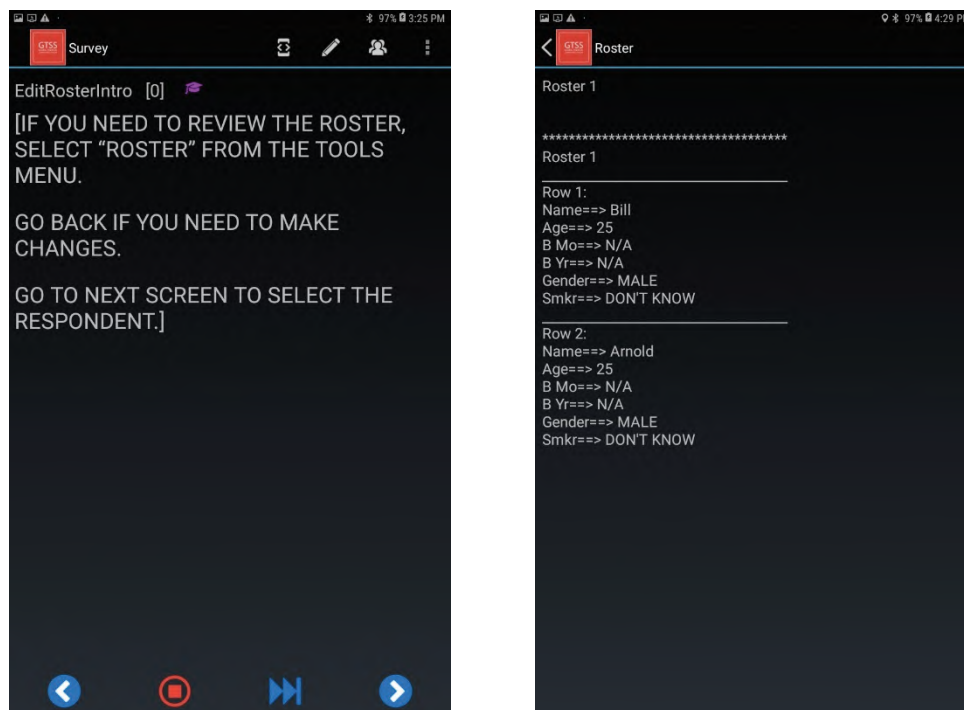 97% 3:25 PM
GTSS
Survey
EditRosterIntro [0]
[IF YOU NEED TO REVIEW THE ROSTER,
SELECT “ROSTER” FROM THE TOOLS
MENU.
GO BACK IF YOU NEED TO MAKE
CHANGES.
GO TO NEXT SCREEN TO SELECT THE
RESPONDENT.]
97% 4:29 PM
GTSS
Roster
Roster 1
*************************************
Roster 1
Row 1:
Name==> Bill
Age==> 25
B Mo==> N/A
B Yr==> N/A
Gender==> MALE
Smkr==> DON'T KNOW
Row 2:
Name==> Arnold
Age==> 25
B Mo==> N/A
B Yr==> N/A
Gender==> MALE
Smkr==> DON'T KNOW